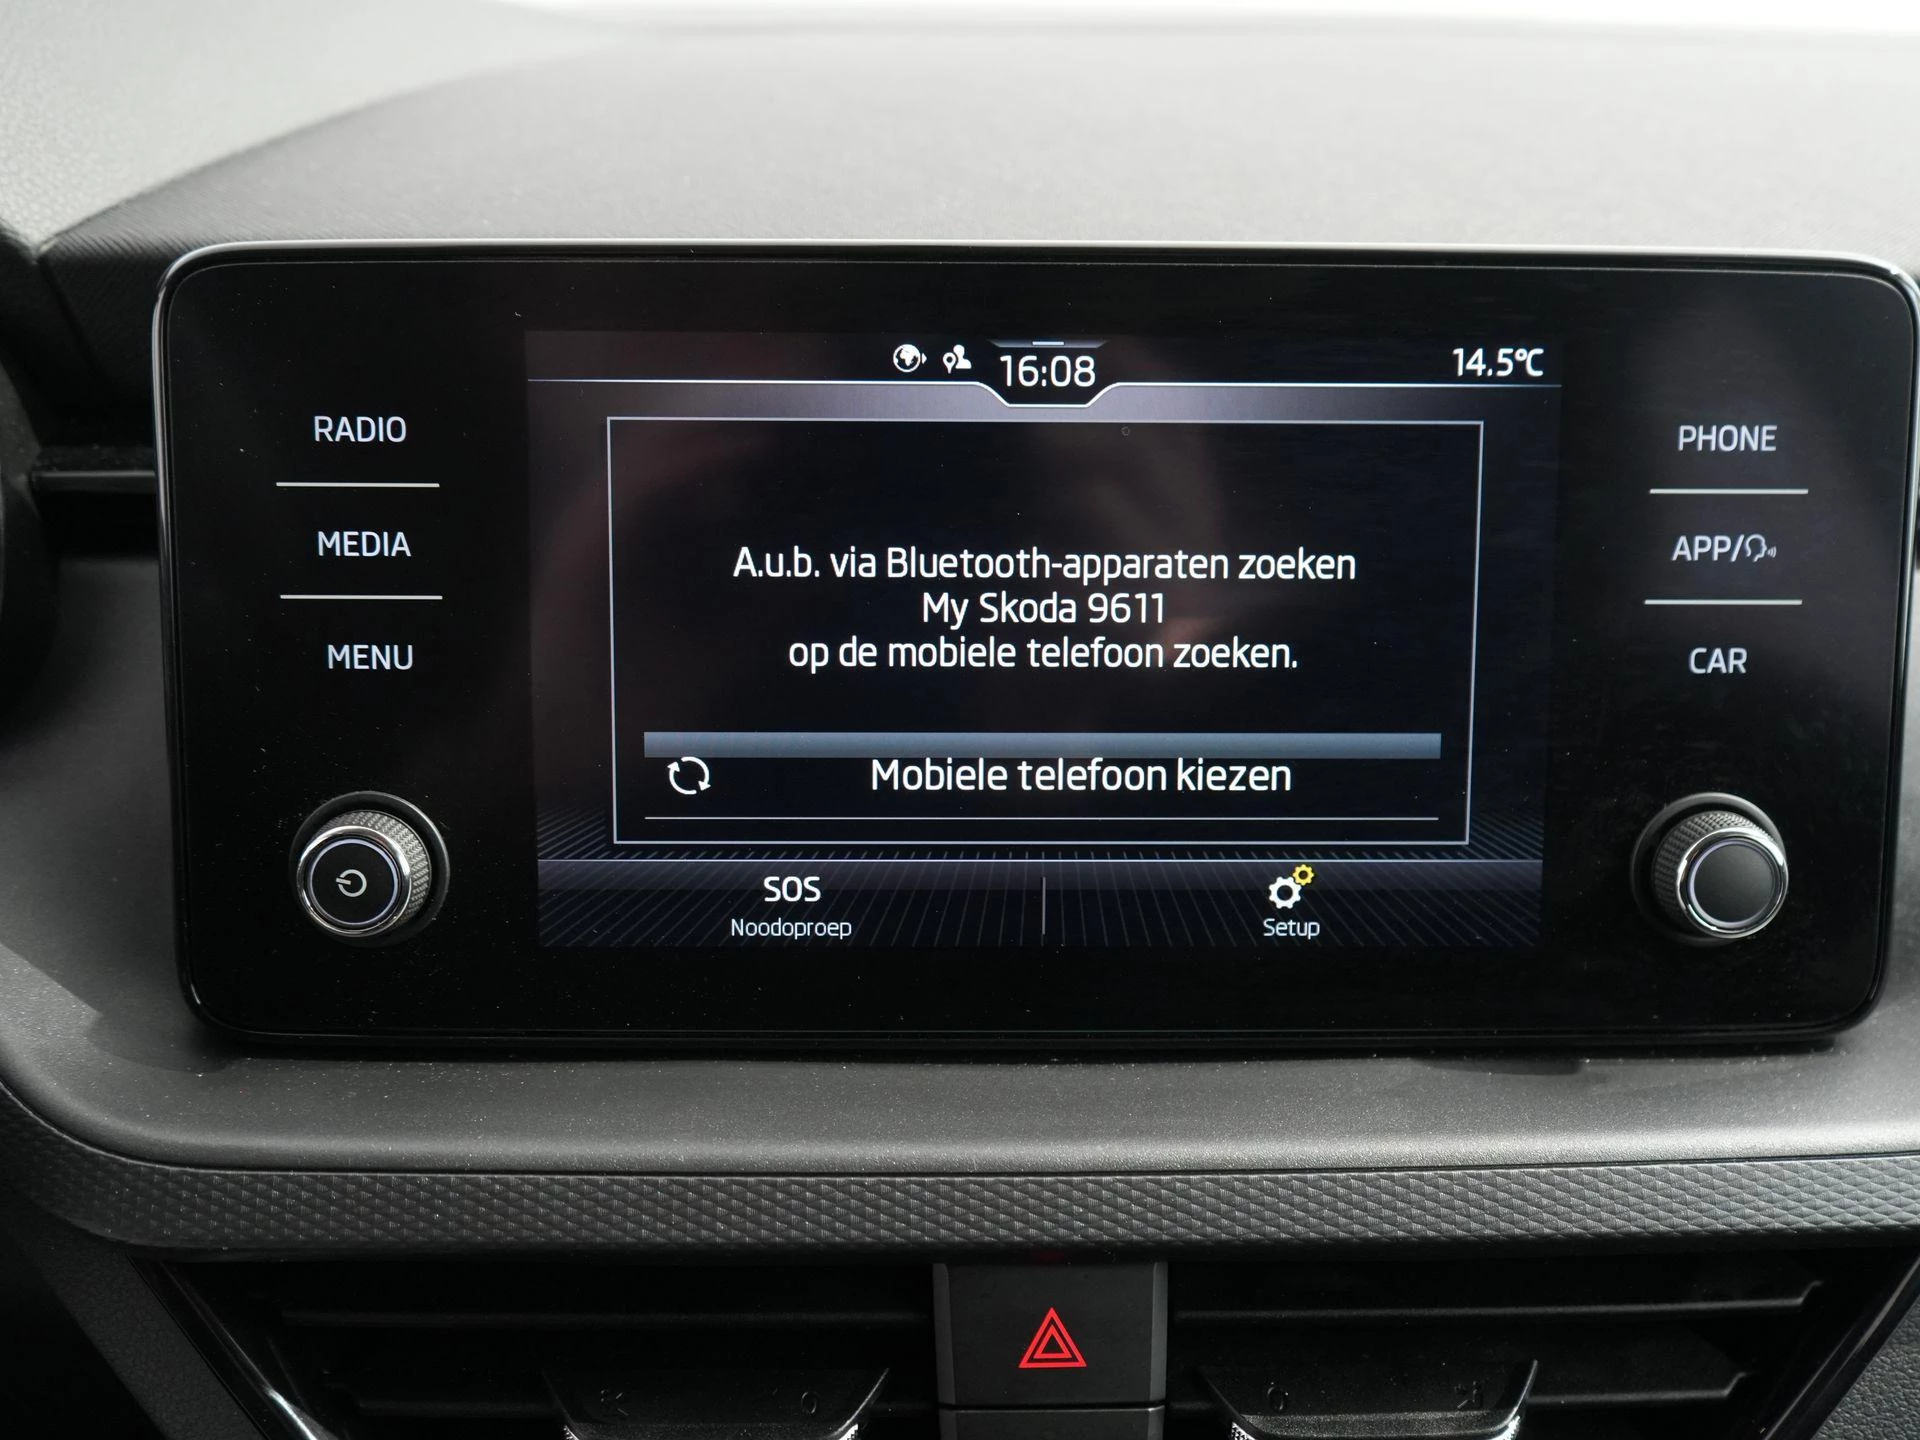 16:08
14.5°C
RADIO
MEDIA
MENU
A.u.b. via Bluetooth-apparaten zoeken
My Skoda 9611
op de mobiele telefoon zoeken.
Mobiele telefoon kiezen
SOS
Noodoproep
Setup
PHONE
APP/
CAR